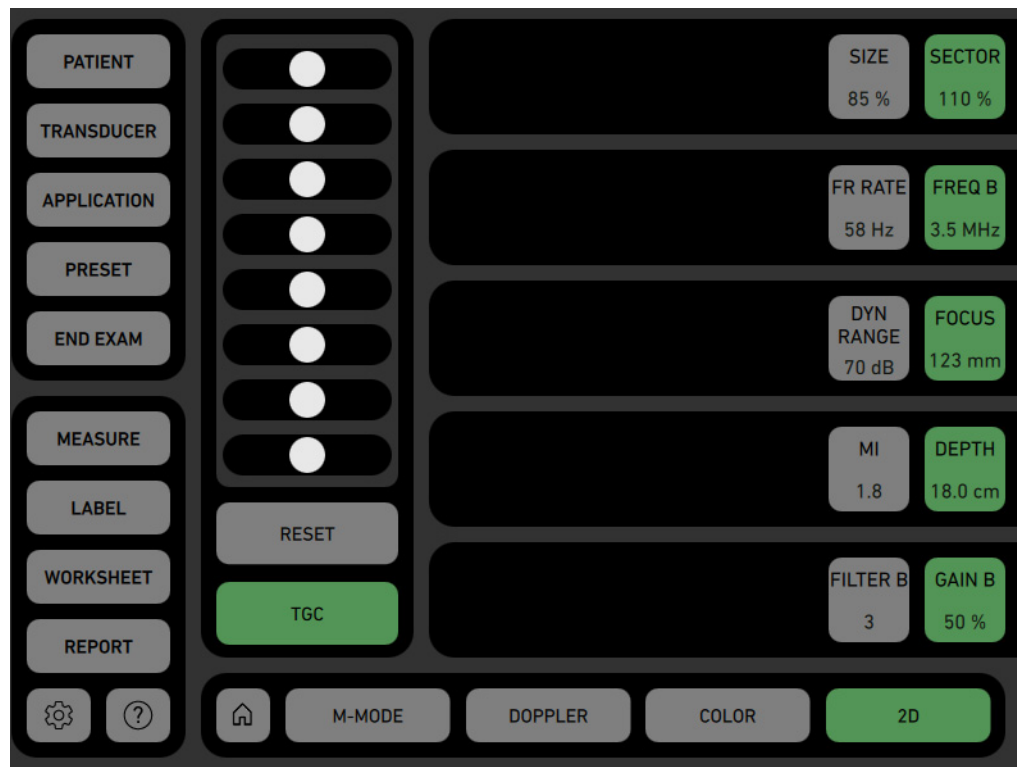 PATIENT
TRANSDUCER
APPLICATION
PRESET
END EXAM
MEASURE
LABEL
WORKSHEET
REPORT
?
RESET
TGC
SIZE
85 %
SECTOR
110 %
FR RATE
58 Hz
FREQ B
3.5 MHz
DYN
RANGE
70 dB
FOCUS
123 mm
MI
1.8
DEPTH
18.0 cm
FILTER B
3
GAIN B
50 %
M-MODE
DOPPLER
COLOR
2D